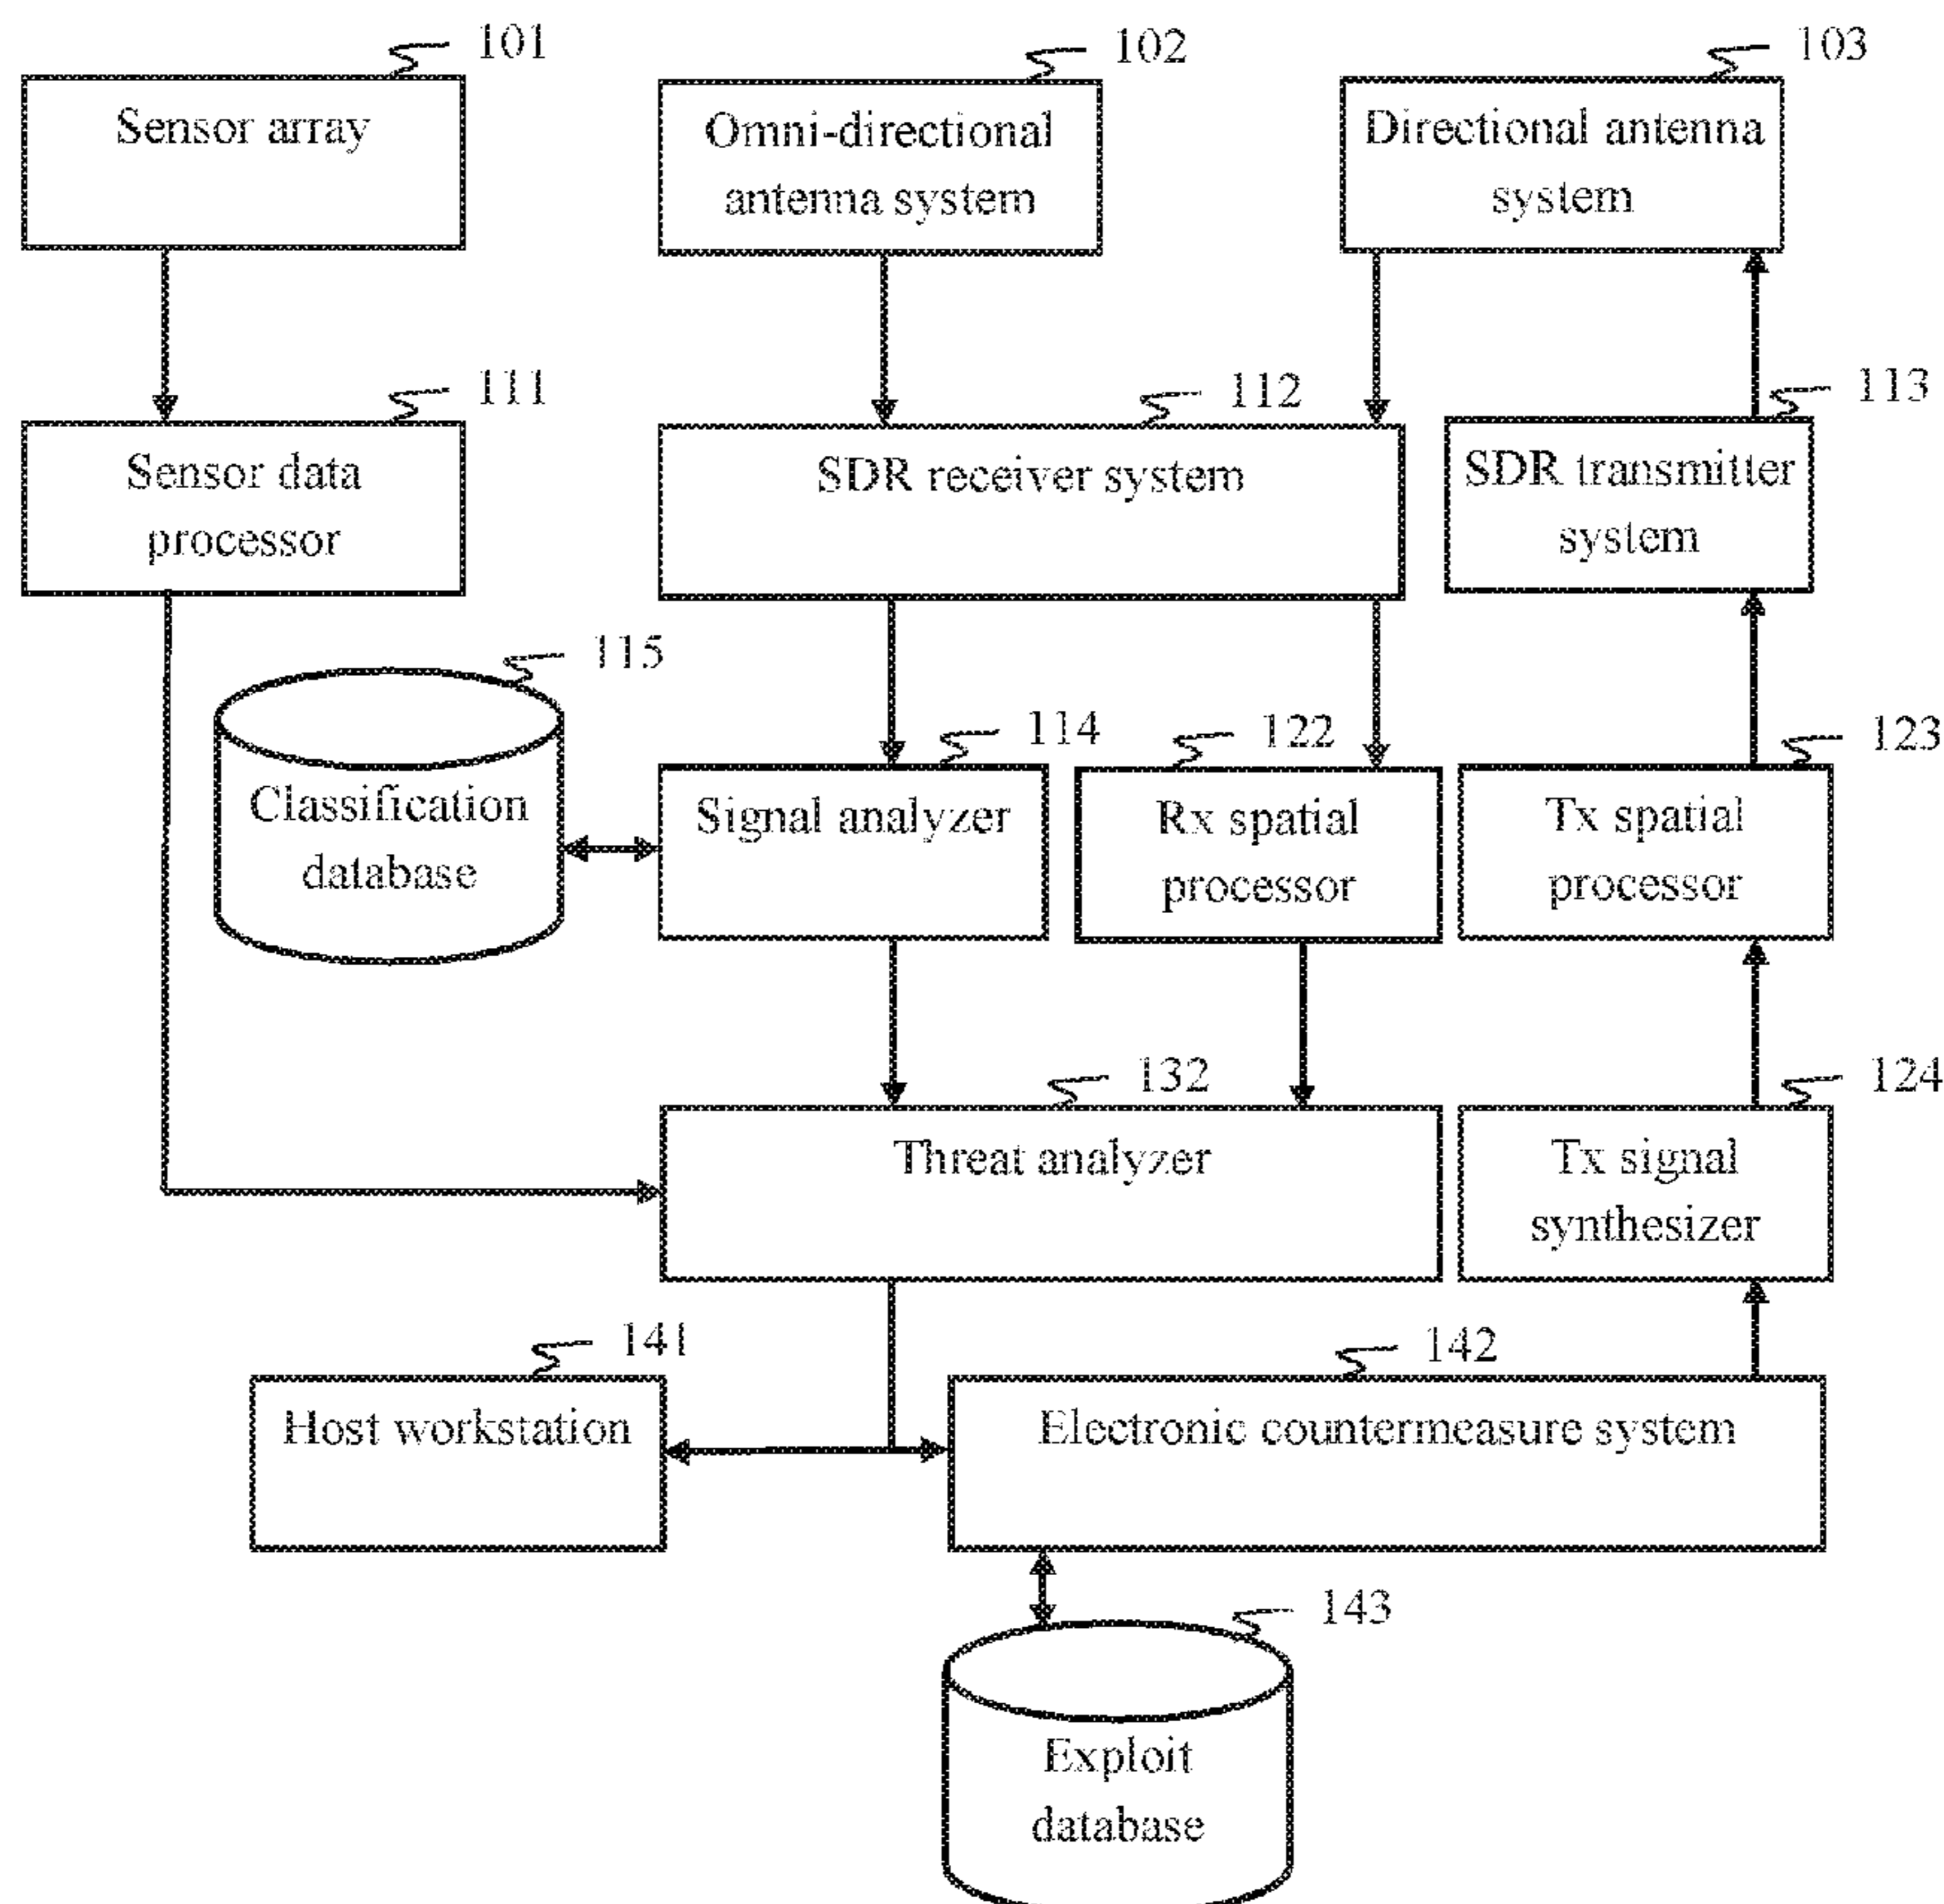 101
102
103
Sensor array
Omni-directional
antenna system
Directional antenna
system
111
112
113
Sensor data
processor
SDR receiver system
SDR transmitter
system
115
114
122
123
Classification
database
Signal analyzer
Rx spatial
processor
Tx spatial
processor
132
124
Threat analyzer
Tx signal
synthesizer
141
142
Host workstation
Electronic countermeasure system
143
Exploit
database